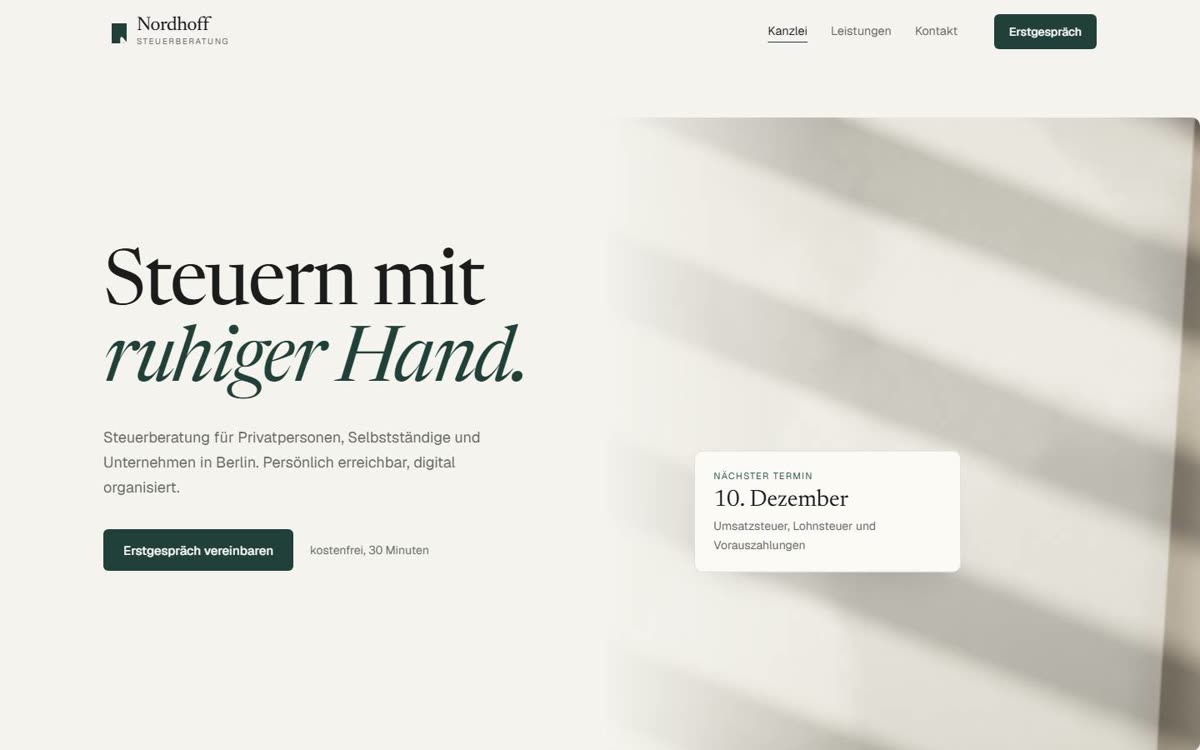 Nordhoff
STEUERBERATUNG
Kanzlei
Leistungen
Kontakt
Erstgespräch
Steuern mit
ruhiger Hand.
Steuerberatung für Privatpersonen, Selbstständige und
Unternehmen in Berlin. Persönlich erreichbar, digital
organisiert.
Erstgespräch vereinbaren
kostenfrei, 30 Minuten
NÄCHSTER TERMIN
10. Dezember
Umsatzsteuer, Lohnsteuer und
Vorauszahlungen